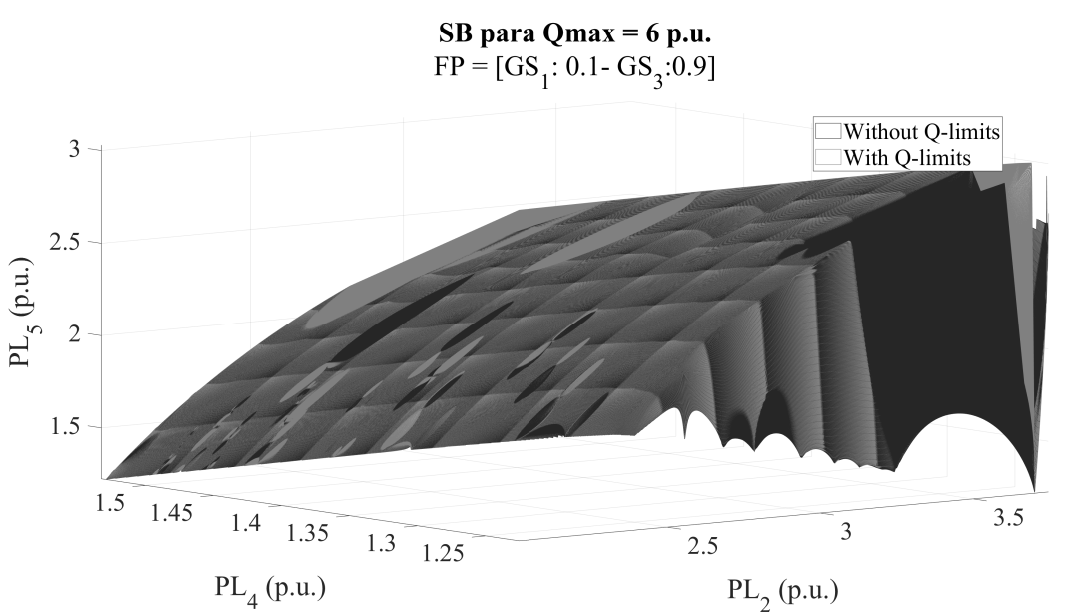 SB para Qmax = 6 p.u.
FP = [GS1: 0.1- GS3:0.9]
Without Q-limits
With Q-limits
3
2.5
2
1.5
PL5 (p.u.)
1.5
1.45
1.4
1.35
1.3
1.25
PL4 (p.u.)
2.5
3
3.5
PL2 (p.u.)